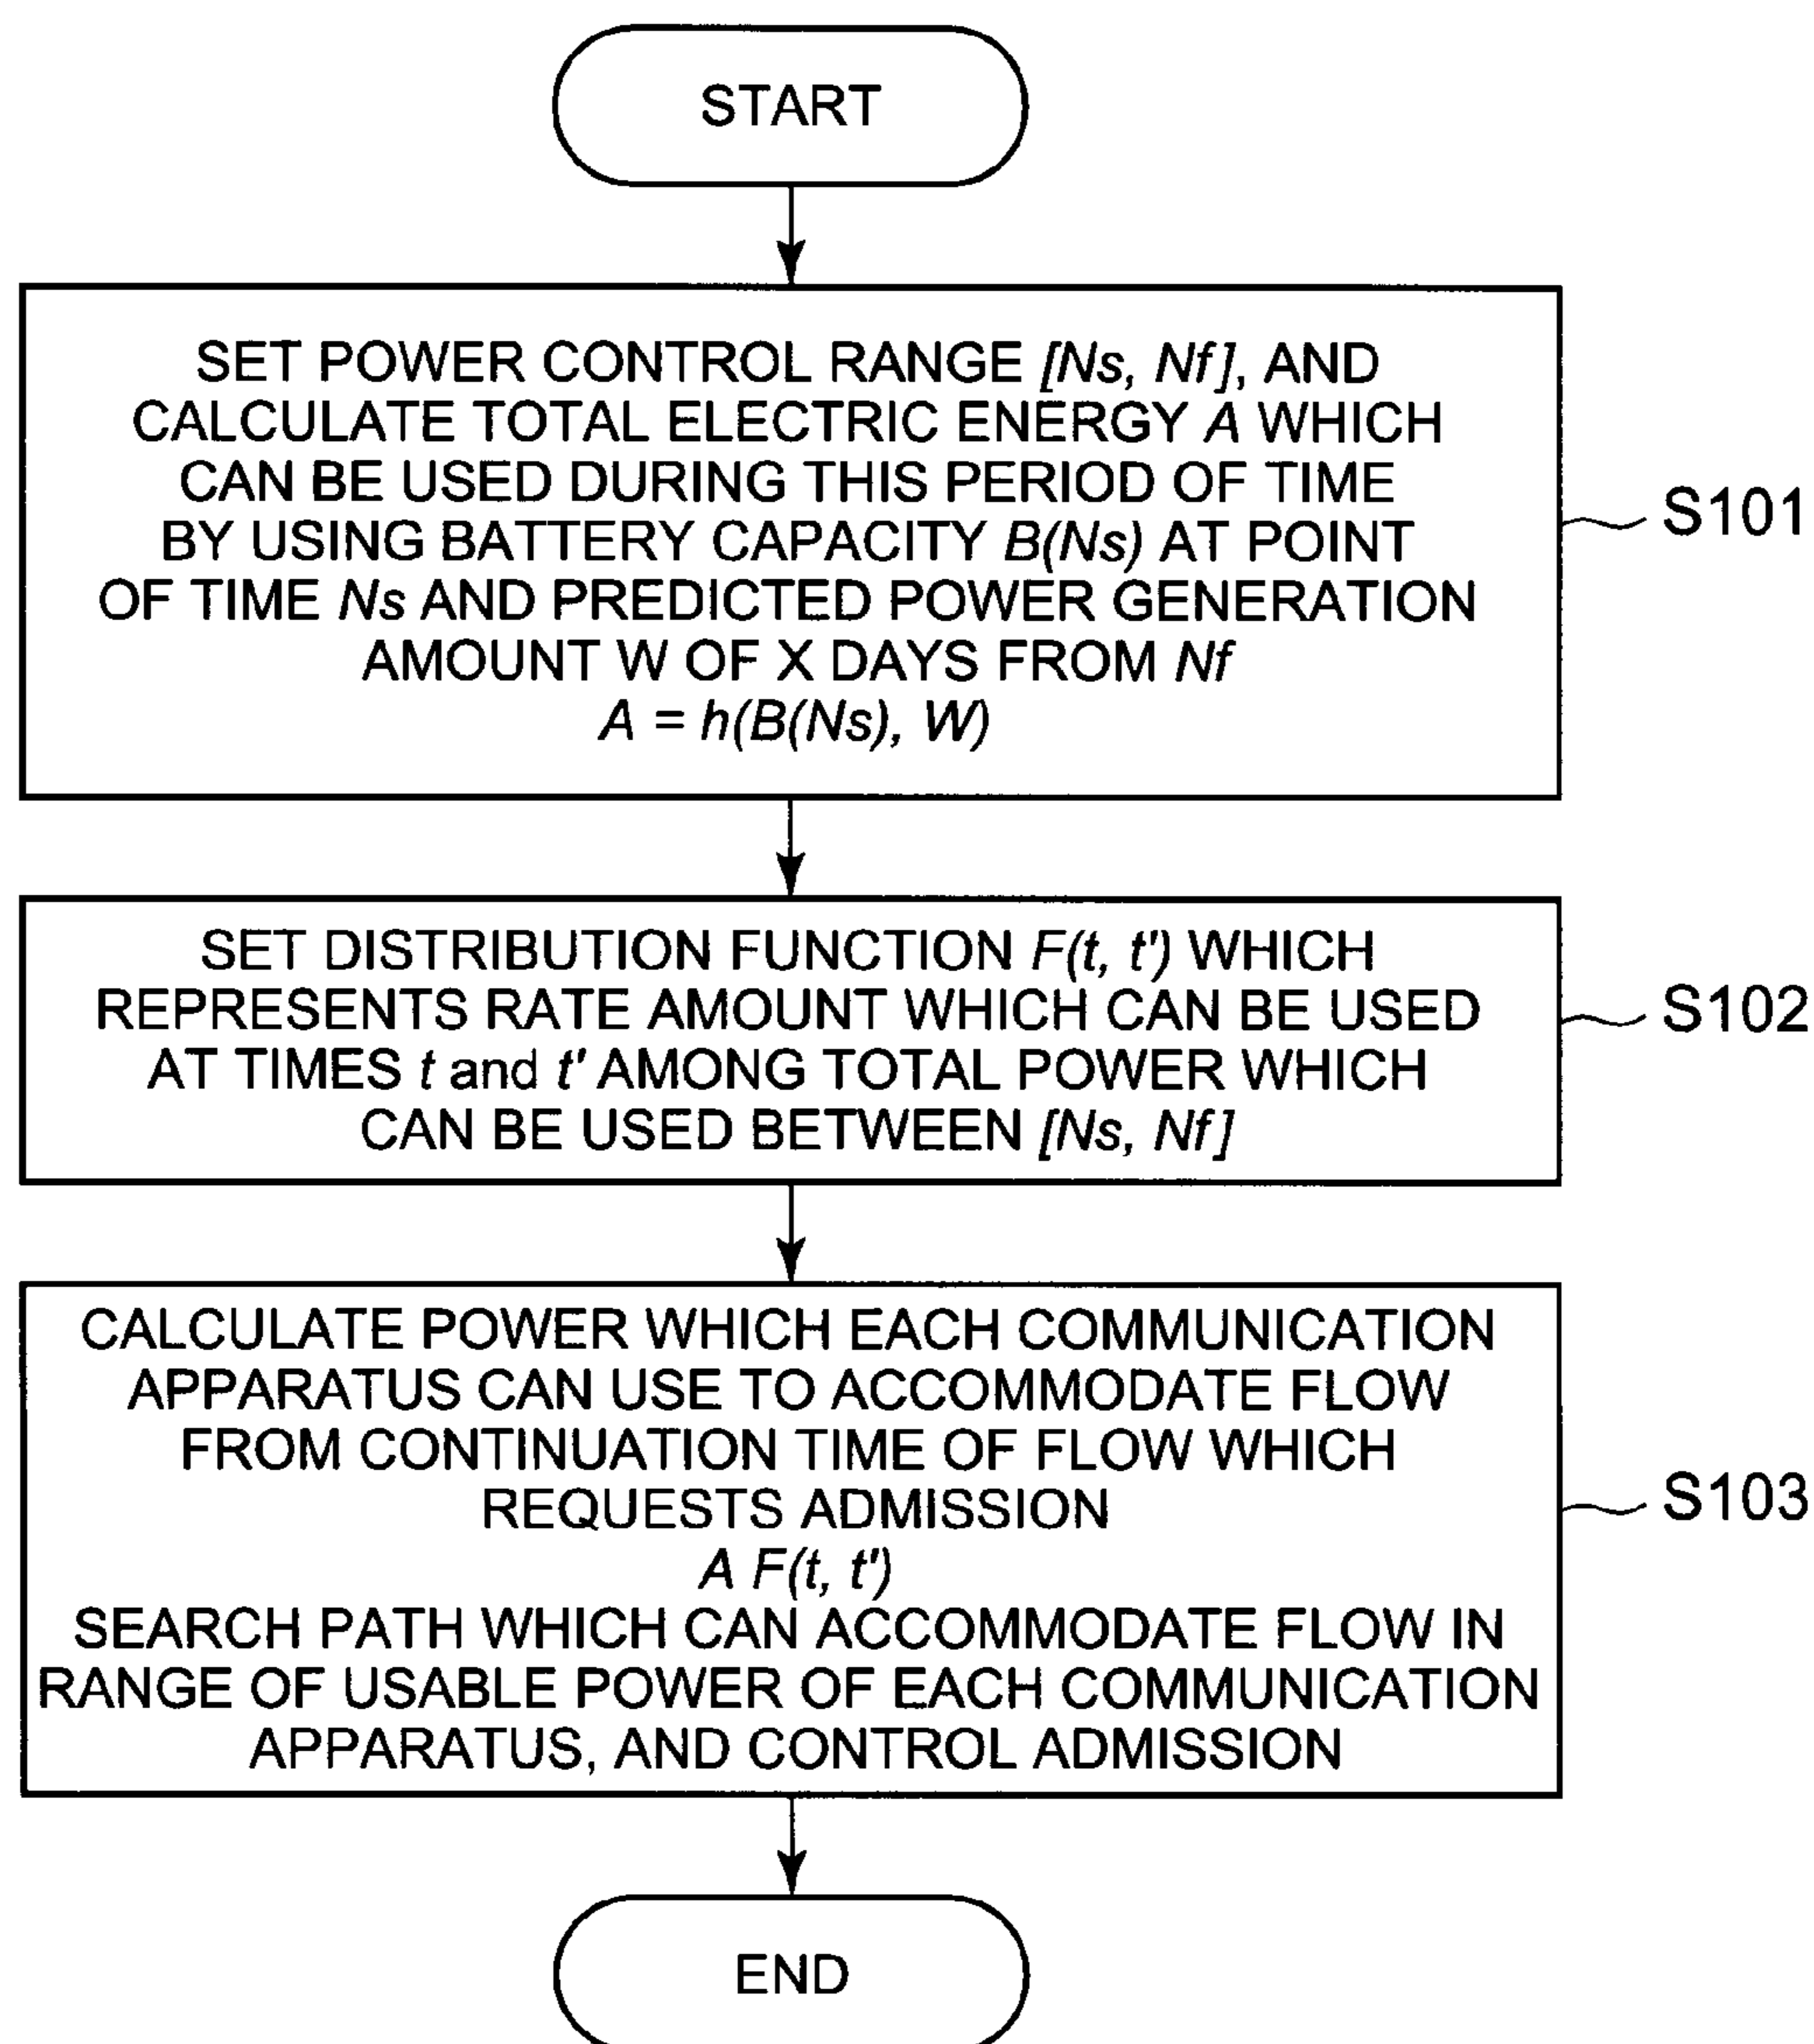 START
SET POWER CONTROL RANGE [Ns, Nf], AND
CALCULATE TOTAL ELECTRIC ENERGY A WHICH
CAN BE USED DURING THIS PERIOD OF TIME
BY USING BATTERY CAPACITY B(Ns) AT POINT
OF TIME Ns AND PREDICTED POWER GENERATION
AMOUNT W OF X DAYS FROM Nf
A = h(B(Ns), W)
S101
SET DISTRIBUTION FUNCTION F(t, t') WHICH
REPRESENTS RATE AMOUNT WHICH CAN BE USED
AT TIMES t and t' AMONG TOTAL POWER WHICH
CAN BE USED BETWEEN [Ns, Nf]
S102
CALCULATE POWER WHICH EACH COMMUNICATION
APPARATUS CAN USE TO ACCOMMODATE FLOW
FROM CONTINUATION TIME OF FLOW WHICH
REQUESTS ADMISSION
A F(t, t')
SEARCH PATH WHICH CAN ACCOMMODATE FLOW IN
RANGE OF USABLE POWER OF EACH COMMUNICATION
APPARATUS, AND CONTROL ADMISSION
S103
END